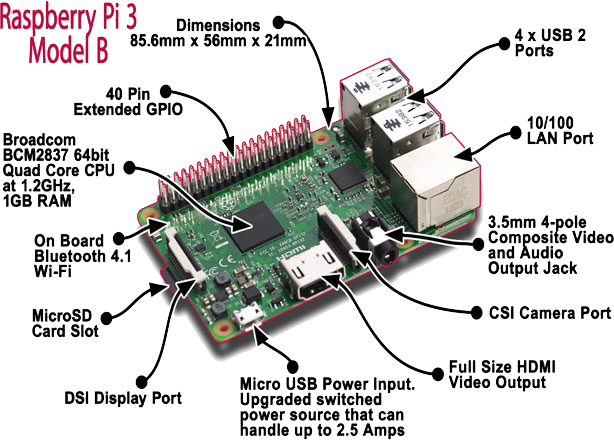 Raspberry Pi 3
Model B
Dimensions
85.6mm x 56mm x 21mm
4 x USB 2
Ports
40 Pin
Extended GPIO
10/100
LAN Port
Broadcom
BCM2837 64bit
Quad Core CPU
at 1.2GHz,
1GB RAM
3.5mm 4-pole
Composite Video
and Audio
Output Jack
On Board
Bluetooth 4.1
Wi-Fi
MicroSD
Card Slot
CSI Camera Port
DSI Display Port
Micro USB Power Input.
Upgraded switched
power source that can
handle up to 2.5 Amps
Full Size HDMI
Video Output